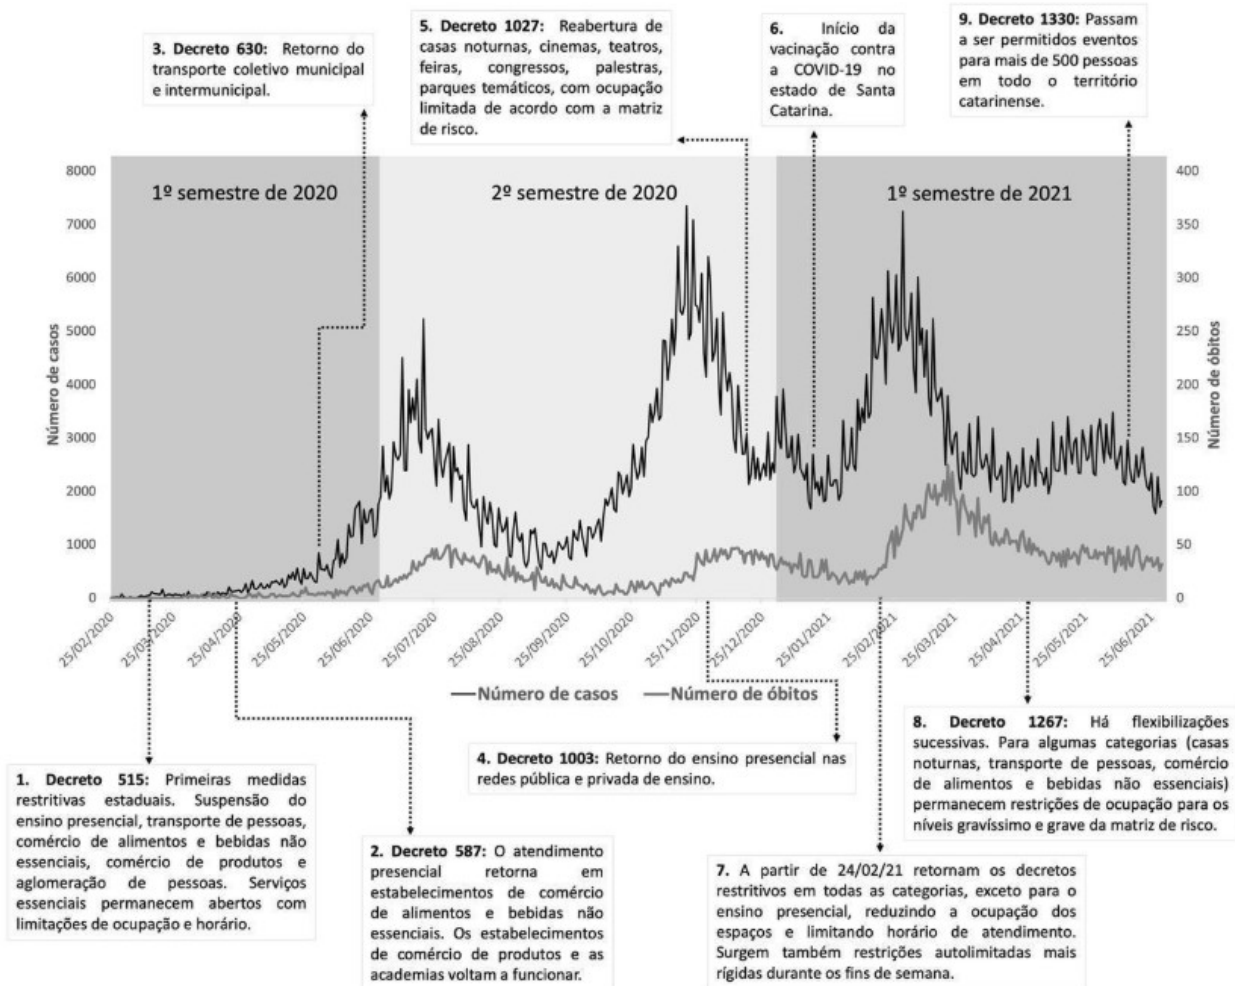 3. Decreto 630: Retorno do
transporte coletivo municipal
e intermunicipal.
5. Decreto 1027: Reabertura de
casas noturnas, cinemas, teatros,
feiras, congressos, palestras,
parques temáticos, com ocupação
limitada de acordo com a matriz
de risco.
6. Início da
vacinação contra
a COVID-19 no
estado de Santa
Catarina.
9. Decreto 1330: Passam
a ser permitidos eventos
para mais de 500 pessoas
em todo o território
catarinense.
1º semestre de 2020
2º semestre de 2020
1º semestre de 2021
Número de casos
8000
7000
6000
5000
4000
3000
2000
1000
0
400
350
300
250
200
150
100
50
0
Número de óbitos
25/02/2020
25/03/2020
25/04/2020
25/05/2020
25/06/2020
25/07/2020
25/08/2020
25/09/2020
25/10/2020
25/11/2020
25/12/2020
25/01/2021
25/02/2021
25/03/2021
25/04/2021
25/05/2021
25/06/2021
Número de casos
Número de óbitos
1. Decreto 515: Primeiras medidas
restritivas estaduais. Suspensão do
ensino presencial, transporte de pessoas,
comércio de alimentos e bebidas não
essenciais, comércio de produtos e
aglomeração de pessoas. Serviços
essenciais permanecem abertos com
limitações de ocupação e horário.
2. Decreto 587: O atendimento
presencial retorna em
estabelecimentos de comércio
de alimentos e bebidas não
essenciais. Os estabelecimentos
de comércio de produtos e as
academias voltam a funcionar.
4. Decreto 1003: Retorno do ensino presencial nas
redes pública e privada de ensino.
7. A partir de 24/02/21 retornam os decretos
restritivos em todas as categorias, exceto para o
ensino presencial, reduzindo a ocupação dos
espaços e limitando horário de atendimento.
Surgem também restrições autolimitadas mais
rígidas durante os fins de semana.
8. Decreto 1267: Há flexibilizações
sucessivas. Para algumas categorias (casas
noturnas, transporte de pessoas, comércio
de alimentos e bebidas não essenciais)
permanecem restrições de ocupação para os
níveis gravíssimo e grave da matriz de risco.